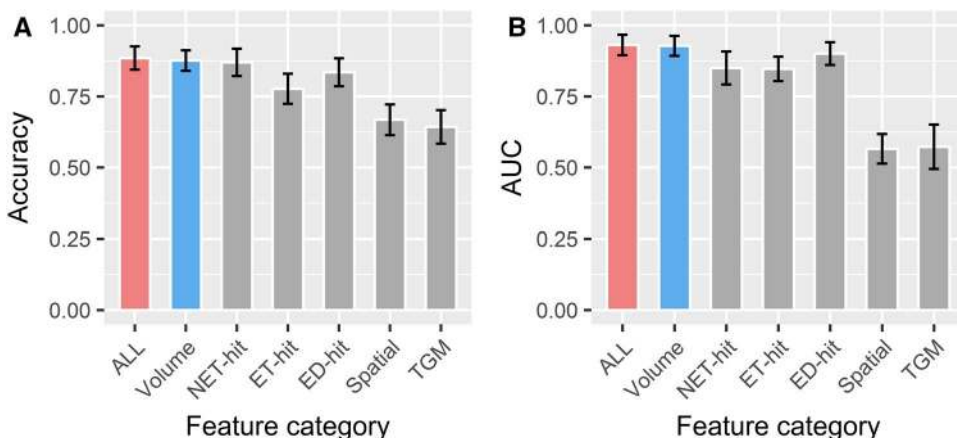 A
Accuracy
1.00
0.75
0.50
0.25
0.00
ALL
Volume
NET-hit
ET-hit
ED-hit
Spatial
TGM
Feature category
B
AUC
1.00
0.75
0.50
0.25
0.00
ALL
Volume
NET-hit
ET-hit
ED-hit
Spatial
TGM
Feature category